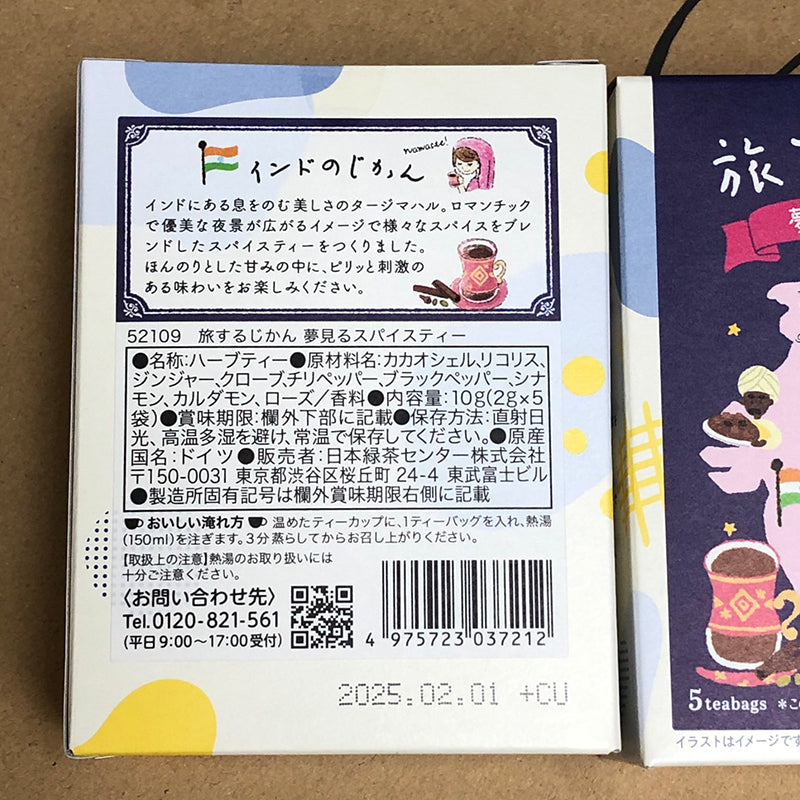 インドのじかん
namaste!
インドにある息をのむ美しさのタージマハル。ロマンチック
で優美な夜景が広がるイメージで様々なスパイスをブレ
ンドしたスパイスティーをつくりました。
ほんのりとした甘みの中に、ピリッと刺激の
ある味わいをお楽しみください。
52109 旅するじかん 夢見るスパイスティー
●名称:ハーブティー●原材料名:カカオシェル、リコリス、
ジンジャー、クローブ、チリペッパー、ブラックペッパー、シナ
モン、カルダモン、ローズ/香料●内容量:10g(2g×5
袋)●賞味期限:欄外下部に記載●保存方法:直射日
光、高温多湿を避け、常温で保存してください。●原産
国名:ドイツ●販売者:日本緑茶センター株式会社
〒150-0031 東京都渋谷区桜丘町 24-4 東武富士ビル
●製造所固有記号は欄外賞味期限右側に記載
おいしい淹れ方 温めたティーカップに、1ティーバッグを入れ、熱湯
(150ml)を注ぎます。3分蒸らしてからお召し上がりください。
【取扱上の注意】熱湯のお取り扱いには
十分ご注意ください。
〈お問い合わせ先〉
Tel.0120-821-561
(平日9:00〜17:00受付)
4 975723 037212
2025.02.01 +CU
旅
夢
5teabags *こ
イラストはイメージです